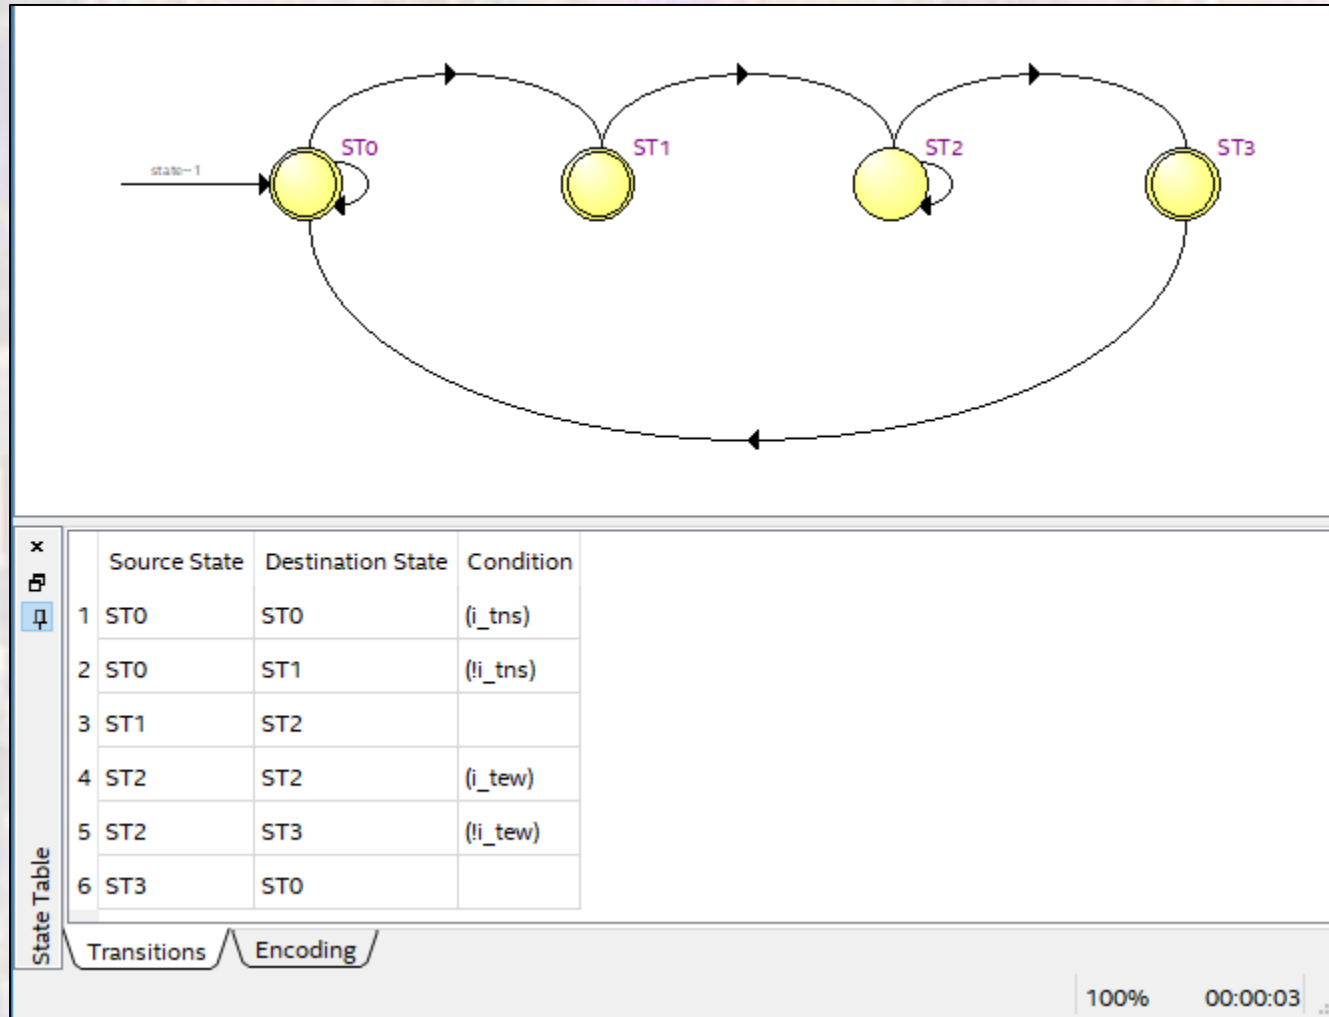 state~1
ST0 ST1 ST2 ST3
Source State Destination State Condition
1 ST0 ST0 (i_tns)
2 ST0 ST1 (!i_tns)
3 ST1 ST2
4 ST2 ST2 (i_tew)
5 ST2 ST3 (!i_tew)
6 ST3 ST0
State Table
Transitions Encoding
100% 00:00:03